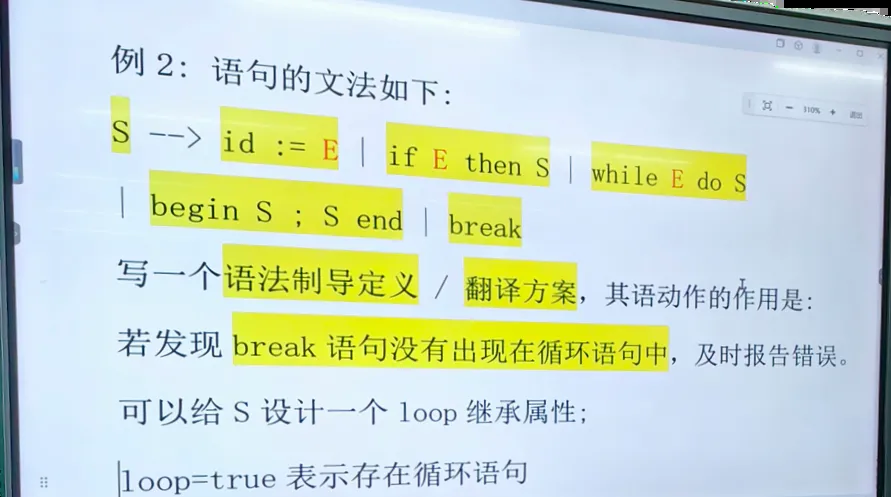 110%
退出
例 2: 语句的文法如下:
S --> id := E | if E then S | while E do S
| begin S ; S end | break
写一个语法制导定义 / 翻译方案，其语动作的作用是:
若发现 break 语句没有出现在循环语句中，及时报告错误。
可以给 S 设计一个 loop 继承属性;
loop=true 表示存在循环语句